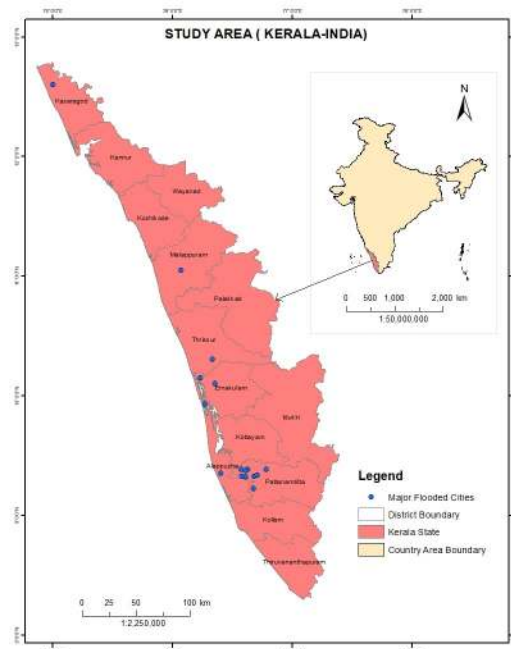 STUDY AREA ( KERALA-INDIA)
N
Kasaragod
Kannur
Wayanad
Kozhikode
Malappuram
Palakkad
Thrissur
Ernakulam
Idukki
Kottayam
Alappuzha
Kollam
Thiruvananthapuram
0 500 1,000 2,000 km
1:50,000,000
Legend
Major Flooded Cities
District Boundary
Kerala State
Country Area Boundary
0 25 50 100 km
1:2,250,000